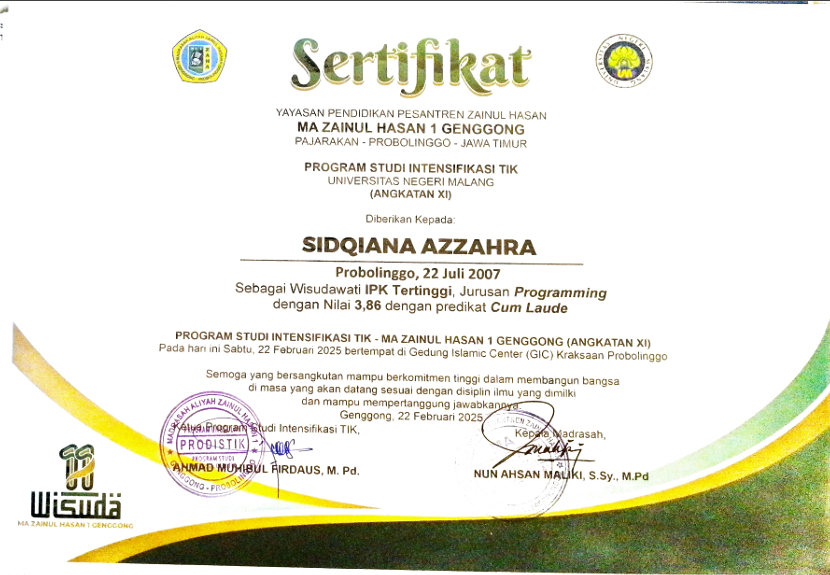 Sertifikat
YAYASAN PENDIDIKAN PESANTREN ZAINUL HASAN
MA ZAINUL HASAN 1 GENGGONG
PAJARAKAN - PROBOLINGGO - JAWA TIMUR
PROGRAM STUDI INTENSIFIKASI TIK
UNIVERSITAS NEGERI MALANG
(ANGKATAN XI)
Diberikan Kepada:
SIDQIANA AZZAHRA
Probolinggo, 22 Juli 2007
Sebagai Wisudawati IPK Tertinggi, Jurusan Programming
dengan Nilai 3,86 dengan predikat Cum Laude
PROGRAM STUDI INTENSIFIKASI TIK - MA ZAINUL HASAN 1 GENGGONG (ANGKATAN XI)
Pada hari ini Sabtu, 22 Februari 2025 bertempat di Gedung Islamic Center (GIC) Kraksaan Probolinggo
Semoga yang bersangkutan mampu berkomitmen tinggi dalam membangun bangsa
di masa yang akan datang sesuai dengan disiplin ilmu yang dimilki
dan mampu mempertanggung jawabkannya
Genggong, 22 Februari 2025
Ketua Program Studi Intensifikasi TIK,
Kepala Madrasah,
MADRASAH ALIYAH ZAINUL HASAN 1
PRODISTIK
PROGRAM STUDI
GENGGONG - PROBOLINGGO
AHMAD MUHIBUL FIRDAUS, M. Pd.
NUN AHSAN MALIKI, S.Sy., M.Pd
Wisuda
MA ZAINUL HASAN 1 GENGGONG
UNIVERSITAS NEGERI MALANG